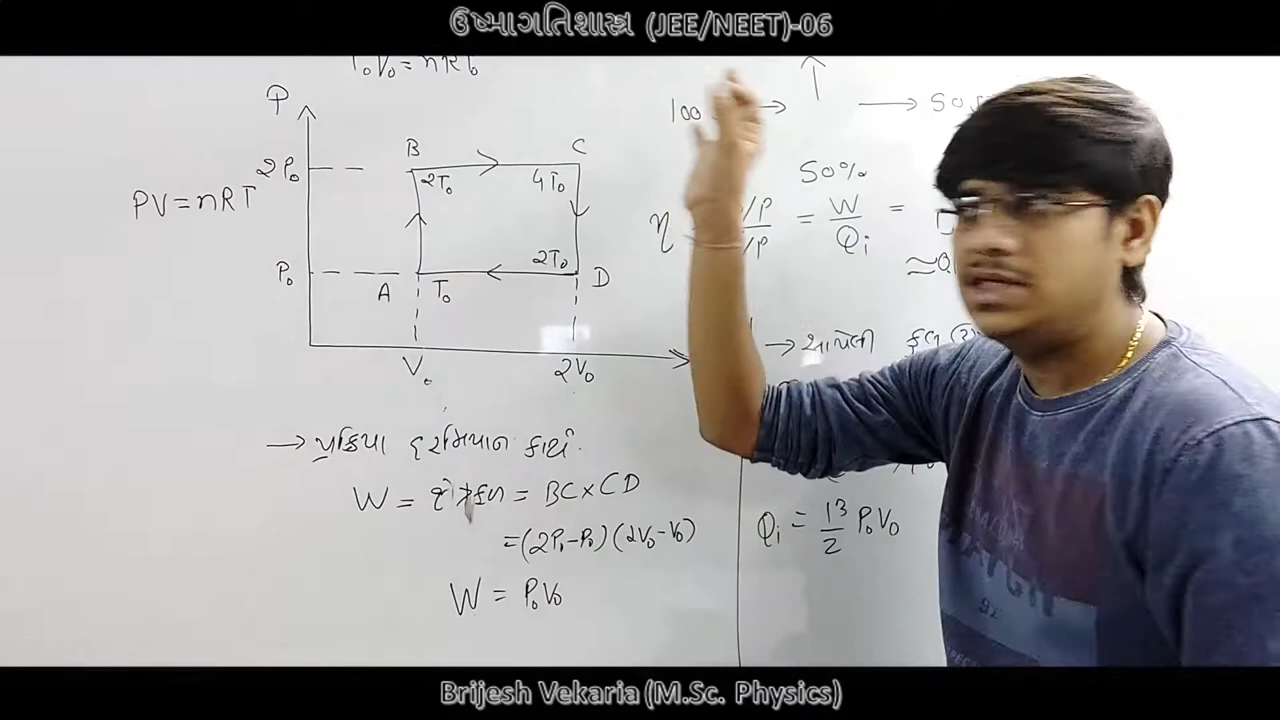 ઉષ્માગતિશાસ્ત્ર (JEE/NEET)-06
P₀V₀ = nRT₀
P
2P₀
B
2T₀
C
4T₀
PV = nRT
P₀
A
T₀
2T₀
D
V₀
2V₀
→ પ્રક્રિયા દરમિયાન કાર્ય.
W = ક્ષેત્રફળ = BC × CD
= (2P₀ - P₀) (2V₀ - V₀)
W = P₀V₀
100
→ 50
50%
η /P /P = W/Qᵢ =
≈
→ આપેલી કુલ
Qᵢ = 13/2 P₀V₀
Brijesh Vekaria (M.Sc. Physics)